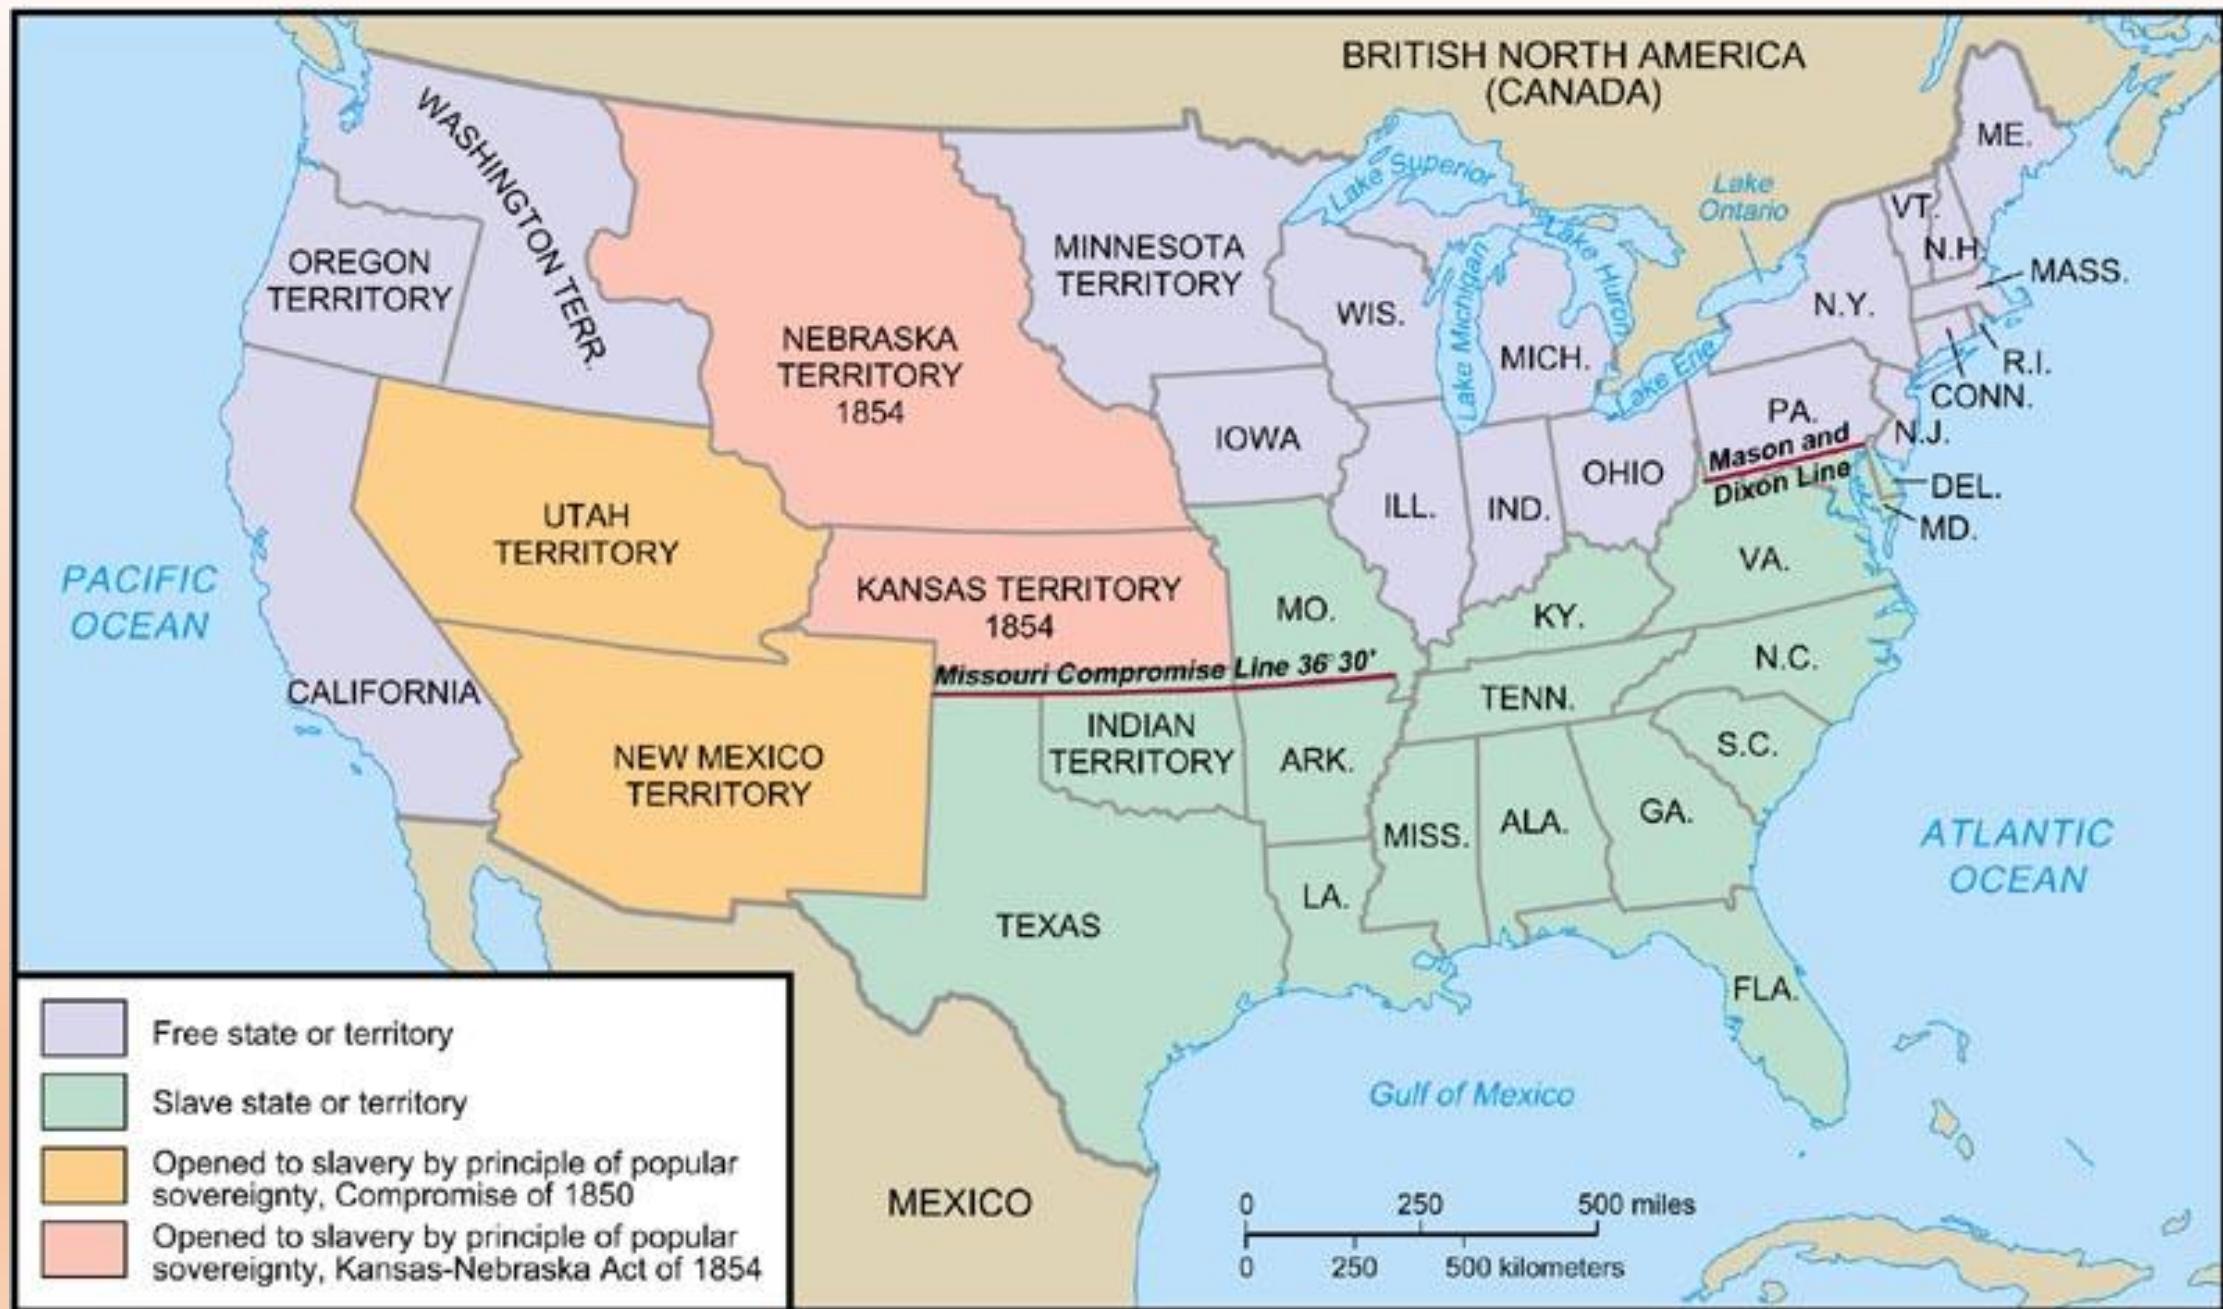 BRITISH NORTH AMERICA
(CANADA)
WASHINGTON TERR.
OREGON
TERRITORY
NEBRASKA
TERRITORY
1854
MINNESOTA
TERRITORY
Lake Superior
Lake Michigan
Lake Huron
Lake
Ontario
Lake Erie
ME.
VT.
N.H.
MASS.
N.Y.
R.I.
CONN.
WIS.
MICH.
IOWA
PA.
N.J.
Mason and
Dixon Line
DEL.
MD.
ILL.
IND.
OHIO
UTAH
TERRITORY
KANSAS TERRITORY
1854
MO.
KY.
VA.
PACIFIC
OCEAN
CALIFORNIA
Missouri Compromise Line 36°30'
N.C.
TENN.
NEW MEXICO
TERRITORY
INDIAN
TERRITORY
ARK.
S.C.
MISS.
ALA.
GA.
ATLANTIC
OCEAN
TEXAS
LA.
FLA.
Gulf of Mexico
MEXICO
Free state or territory
Slave state or territory
Opened to slavery by principle of popular
sovereignty, Compromise of 1850
Opened to slavery by principle of popular
sovereignty, Kansas-Nebraska Act of 1854
0 250 500 miles
0 250 500 kilometers